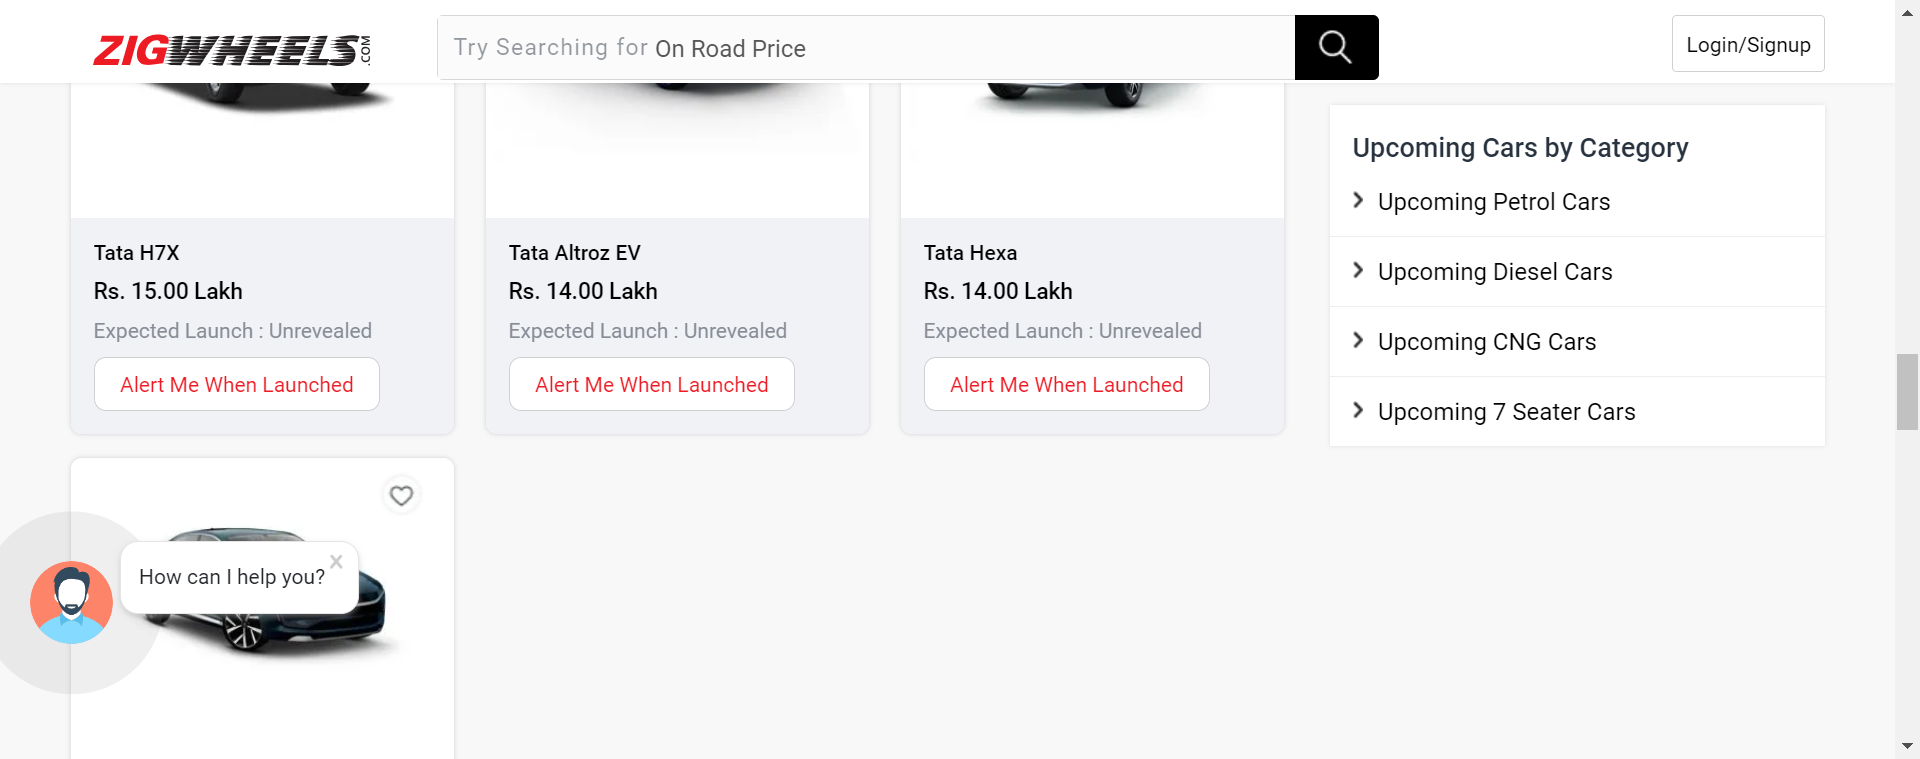 ZIGWHEELS.COM
Try Searching for On Road Price
Login/Signup
Tata H7X
Rs. 15.00 Lakh
Expected Launch : Unrevealed
Alert Me When Launched
Tata Altroz EV
Rs. 14.00 Lakh
Expected Launch : Unrevealed
Alert Me When Launched
Tata Hexa
Rs. 14.00 Lakh
Expected Launch : Unrevealed
Alert Me When Launched
Upcoming Cars by Category
Upcoming Petrol Cars
Upcoming Diesel Cars
Upcoming CNG Cars
Upcoming 7 Seater Cars
How can I help you?